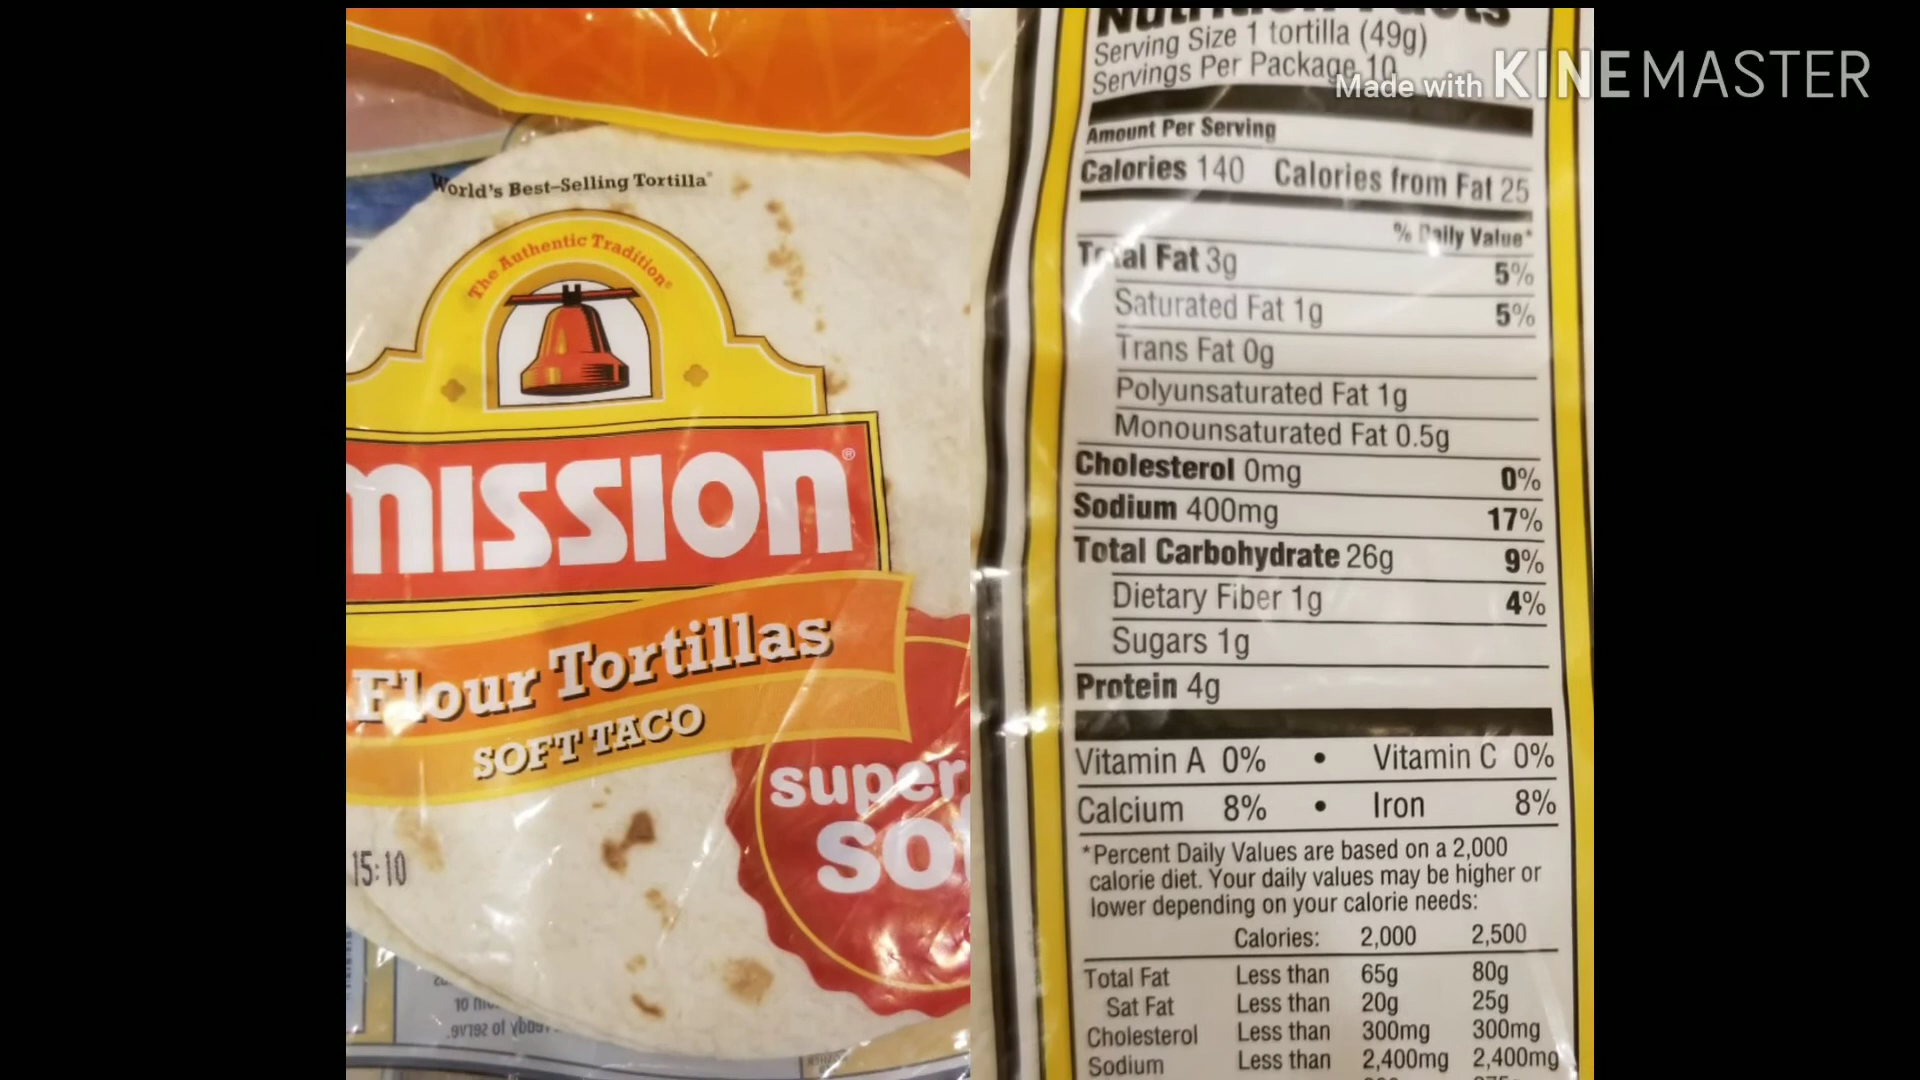 World's Best-Selling Tortilla®
The Authentic Tradition®
MISSION®
Flour Tortillas
SOFT TACO
super
15:10
ready to serve.
Nutrition Facts
Serving Size 1 tortilla (49g)
Servings Per Package 10
Made with KINEMASTER
Amount Per Serving
Calories 140 Calories from Fat 25
% Daily Value*
Total Fat 3g 5%
Saturated Fat 1g 5%
Trans Fat 0g
Polyunsaturated Fat 1g
Monounsaturated Fat 0.5g
Cholesterol 0mg 0%
Sodium 400mg 17%
Total Carbohydrate 26g 9%
Dietary Fiber 1g 4%
Sugars 1g
Protein 4g
Vitamin A 0% • Vitamin C 0%
Calcium 8% • Iron 8%
*Percent Daily Values are based on a 2,000
calorie diet. Your daily values may be higher or
lower depending on your calorie needs:
Calories: 2,000 2,500
Total Fat Less than 65g 80g
Sat Fat Less than 20g 25g
Cholesterol Less than 300mg 300mg
Sodium Less than 2,400mg 2,400mg